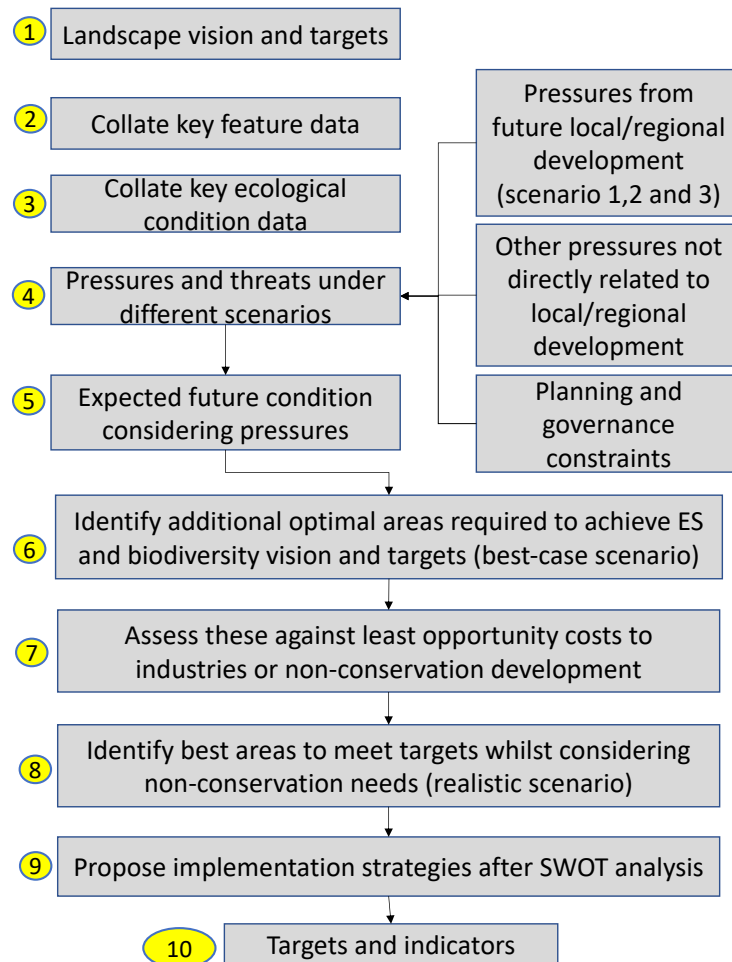 1
Landscape vision and targets
2
Collate key feature data
3
Collate key ecological
condition data
4
Pressures and threats under
different scenarios
Pressures from
future local/regional
development
(scenario 1,2 and 3)
Other pressures not
directly related to
local/regional
development
Planning and
governance
constraints
5
Expected future condition
considering pressures
6
Identify additional optimal areas required to achieve ES
and biodiversity vision and targets (best-case scenario)
7
Assess these against least opportunity costs to
industries or non-conservation development
8
Identify best areas to meet targets whilst considering
non-conservation needs (realistic scenario)
9
Propose implementation strategies after SWOT analysis
10
Targets and indicators